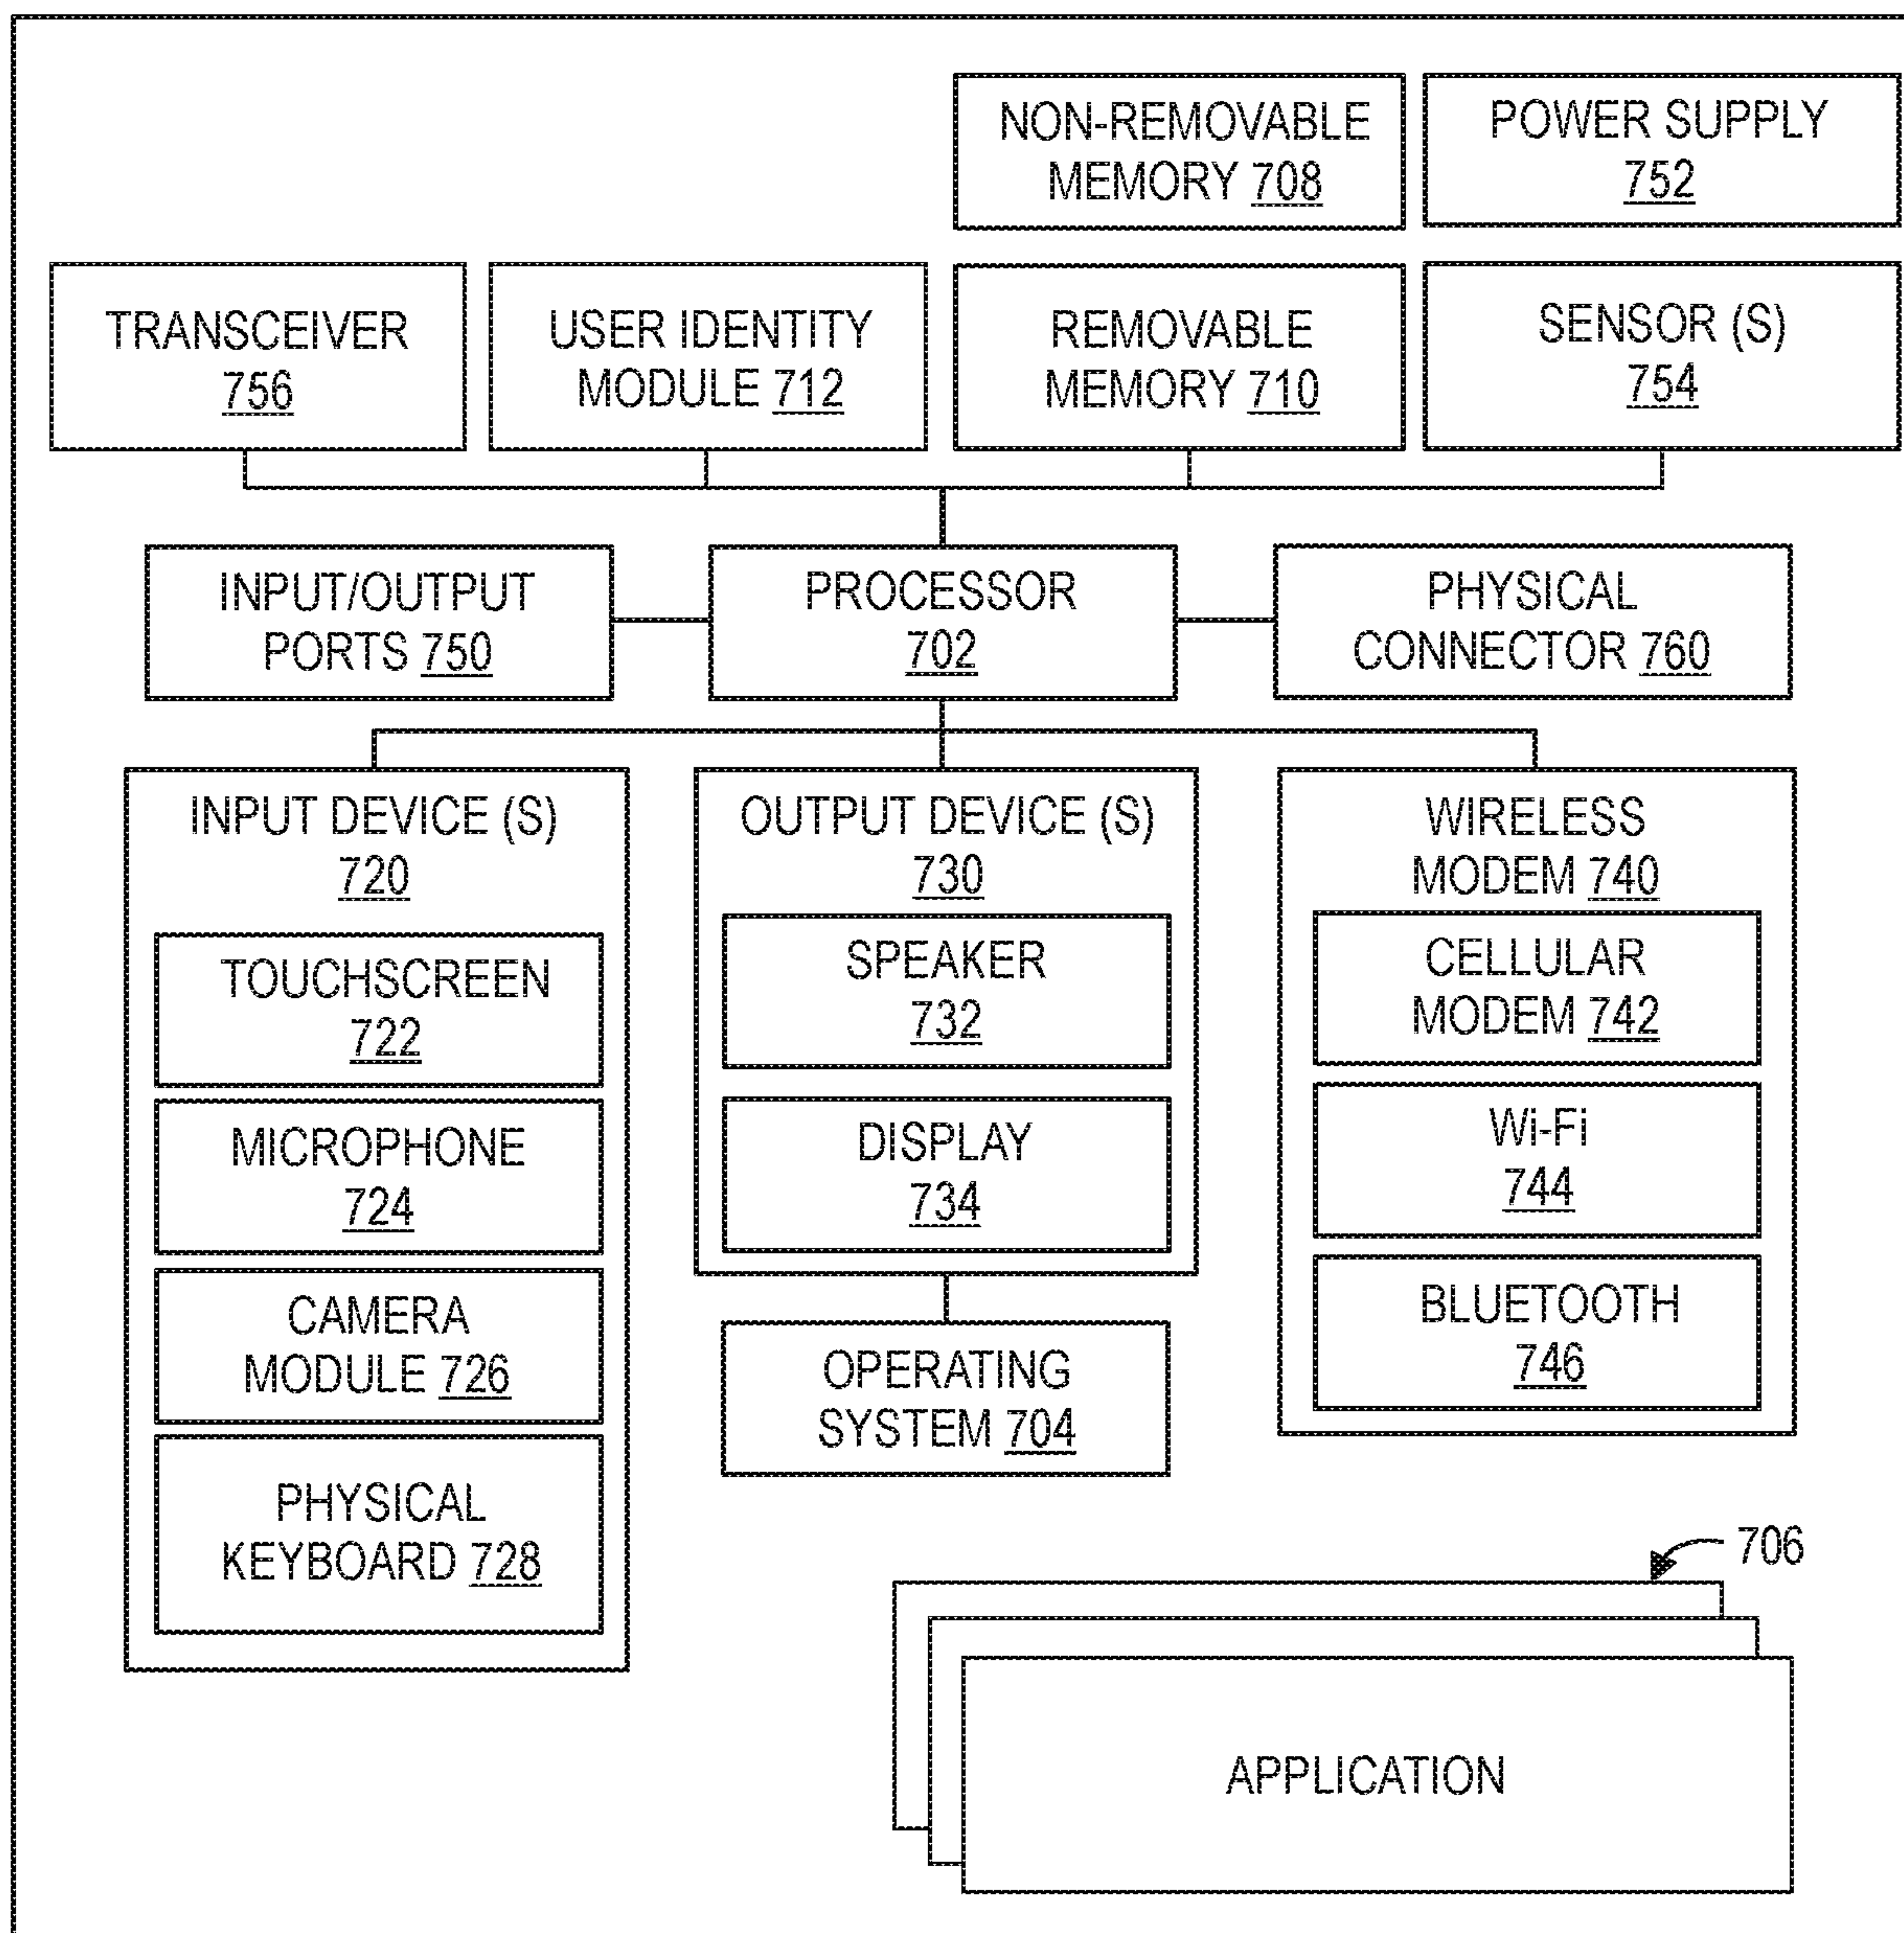 NON-REMOVABLE
MEMORY 708
POWER SUPPLY
752
TRANSCEIVER
756
USER IDENTITY
MODULE 712
REMOVABLE
MEMORY 710
SENSOR (S)
754
INPUT/OUTPUT
PORTS 750
PROCESSOR
702
PHYSICAL
CONNECTOR 760
INPUT DEVICE (S)
720
TOUCHSCREEN
722
MICROPHONE
724
CAMERA
MODULE 726
PHYSICAL
KEYBOARD 728
OUTPUT DEVICE (S)
730
SPEAKER
732
DISPLAY
734
OPERATING
SYSTEM 704
WIRELESS
MODEM 740
CELLULAR
MODEM 742
Wi-Fi
744
BLUETOOTH
746
706
APPLICATION